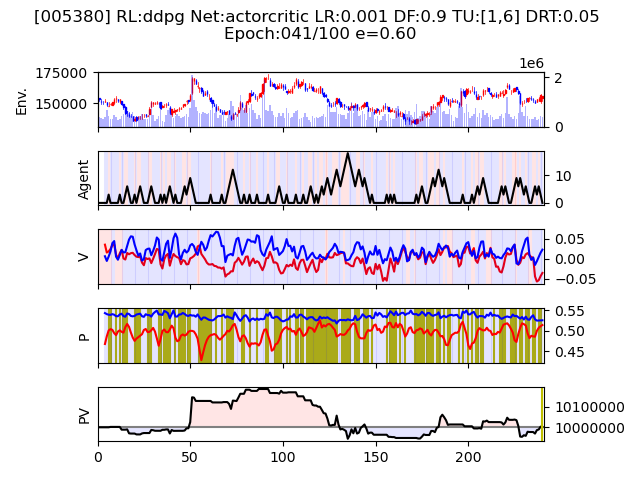 [005380] RL:ddpg Net:actorcritic LR:0.001 DF:0.9 TU:[1,6] DRT:0.05
Epoch:041/100 e=0.60
1e6
175000
150000
Env.
2
0
Agent
10
0
V
0.05
0.00
−0.05
P
0.55
0.50
0.45
PV
10100000
10000000
0
50
100
150
200